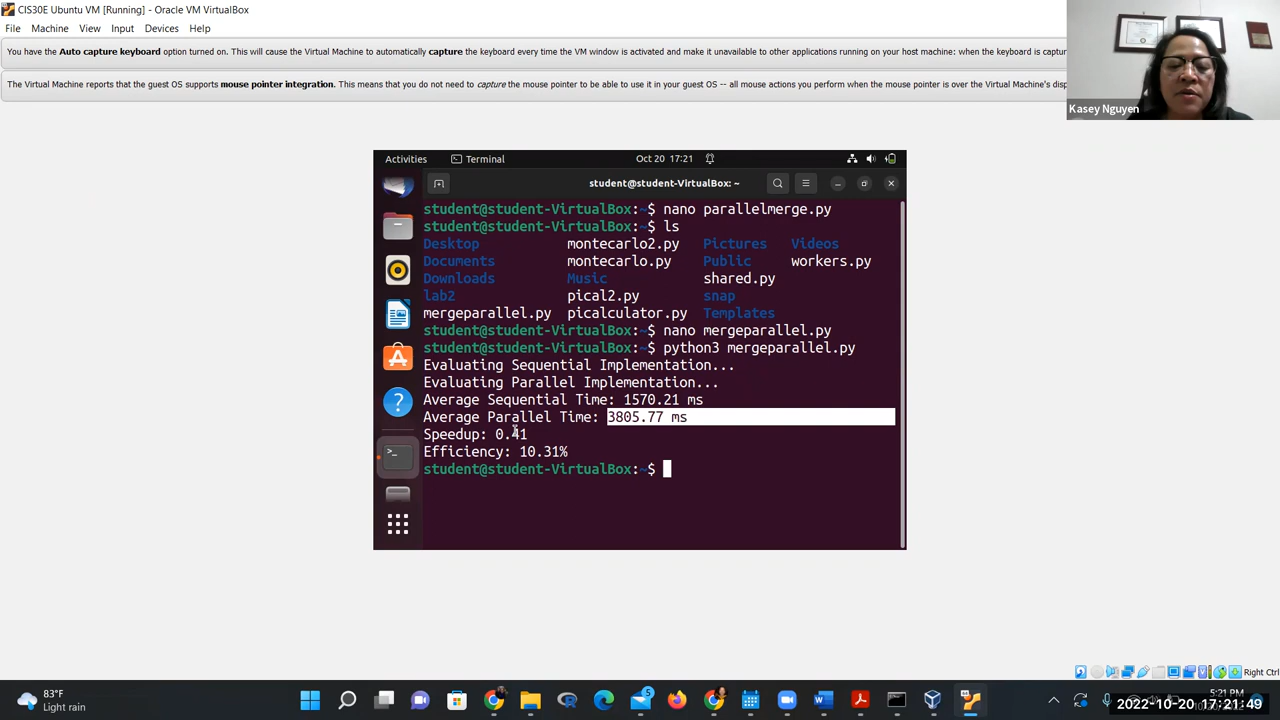 CIS30E Ubuntu VM [Running] - Oracle VM VirtualBox
File Machine View Input Devices Help
You have the Auto capture keyboard option turned on. This will cause the Virtual Machine to automatically capture the keyboard every time the VM window is activated and make it unavailable to other applications running on your host machine: when the keyboard is captur
The Virtual Machine reports that the guest OS supports mouse pointer integration. This means that you do not need to capture the mouse pointer to be able to use it in your guest OS -- all mouse actions you perform when the mouse pointer is over the Virtual Machine's disp
Kasey Nguyen
Activities Terminal Oct 20 17:21
student@student-VirtualBox: ~
student@student-VirtualBox:~$ nano parallelmerge.py
student@student-VirtualBox:~$ ls
Desktop montecarlo2.py Pictures Videos
Documents montecarlo.py Public workers.py
Downloads Music shared.py
lab2 pical2.py snap
mergeparallel.py picalculator.py Templates
student@student-VirtualBox:~$ nano mergeparallel.py
student@student-VirtualBox:~$ python3 mergeparallel.py
Evaluating Sequential Implementation...
Evaluating Parallel Implementation...
Average Sequential Time: 1570.21 ms
Average Parallel Time: 3805.77 ms
Speedup: 0.41
Efficiency: 10.31%
student@student-VirtualBox:~$
Right Ctrl
83°F
Light rain
5
5:21 PM
2022-10-20 17:21:49